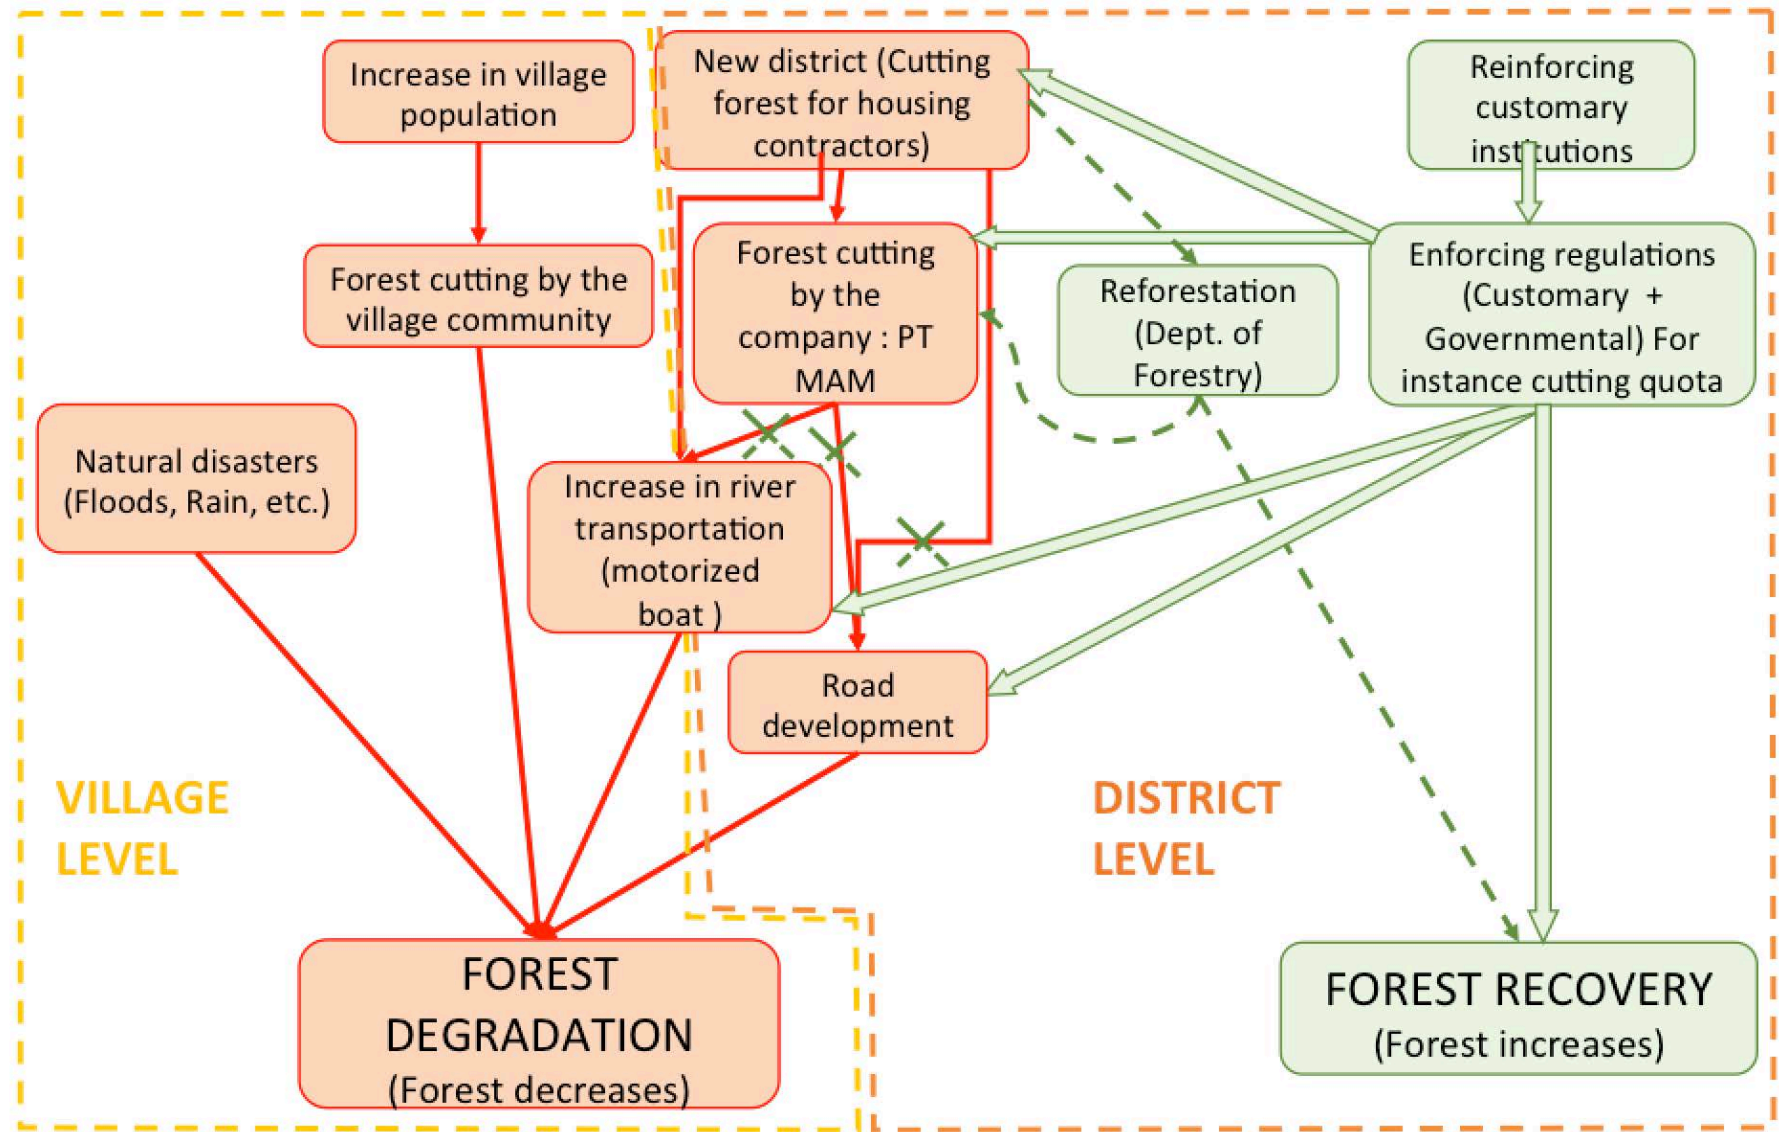 Increase in village
population
New district (Cutting
forest for housing
contractors)
Reinforcing
customary
institutions
Forest cutting by the
village community
Forest cutting
by the
company : PT
MAM
Reforestation
(Dept. of
Forestry)
Enforcing regulations
(Customary +
Governmental) For
instance cutting quota
Natural disasters
(Floods, Rain, etc.)
Increase in river
transportation
(motorized
boat )
Road
development
VILLAGE
LEVEL
DISTRICT
LEVEL
FOREST
DEGRADATION
(Forest decreases)
FOREST RECOVERY
(Forest increases)